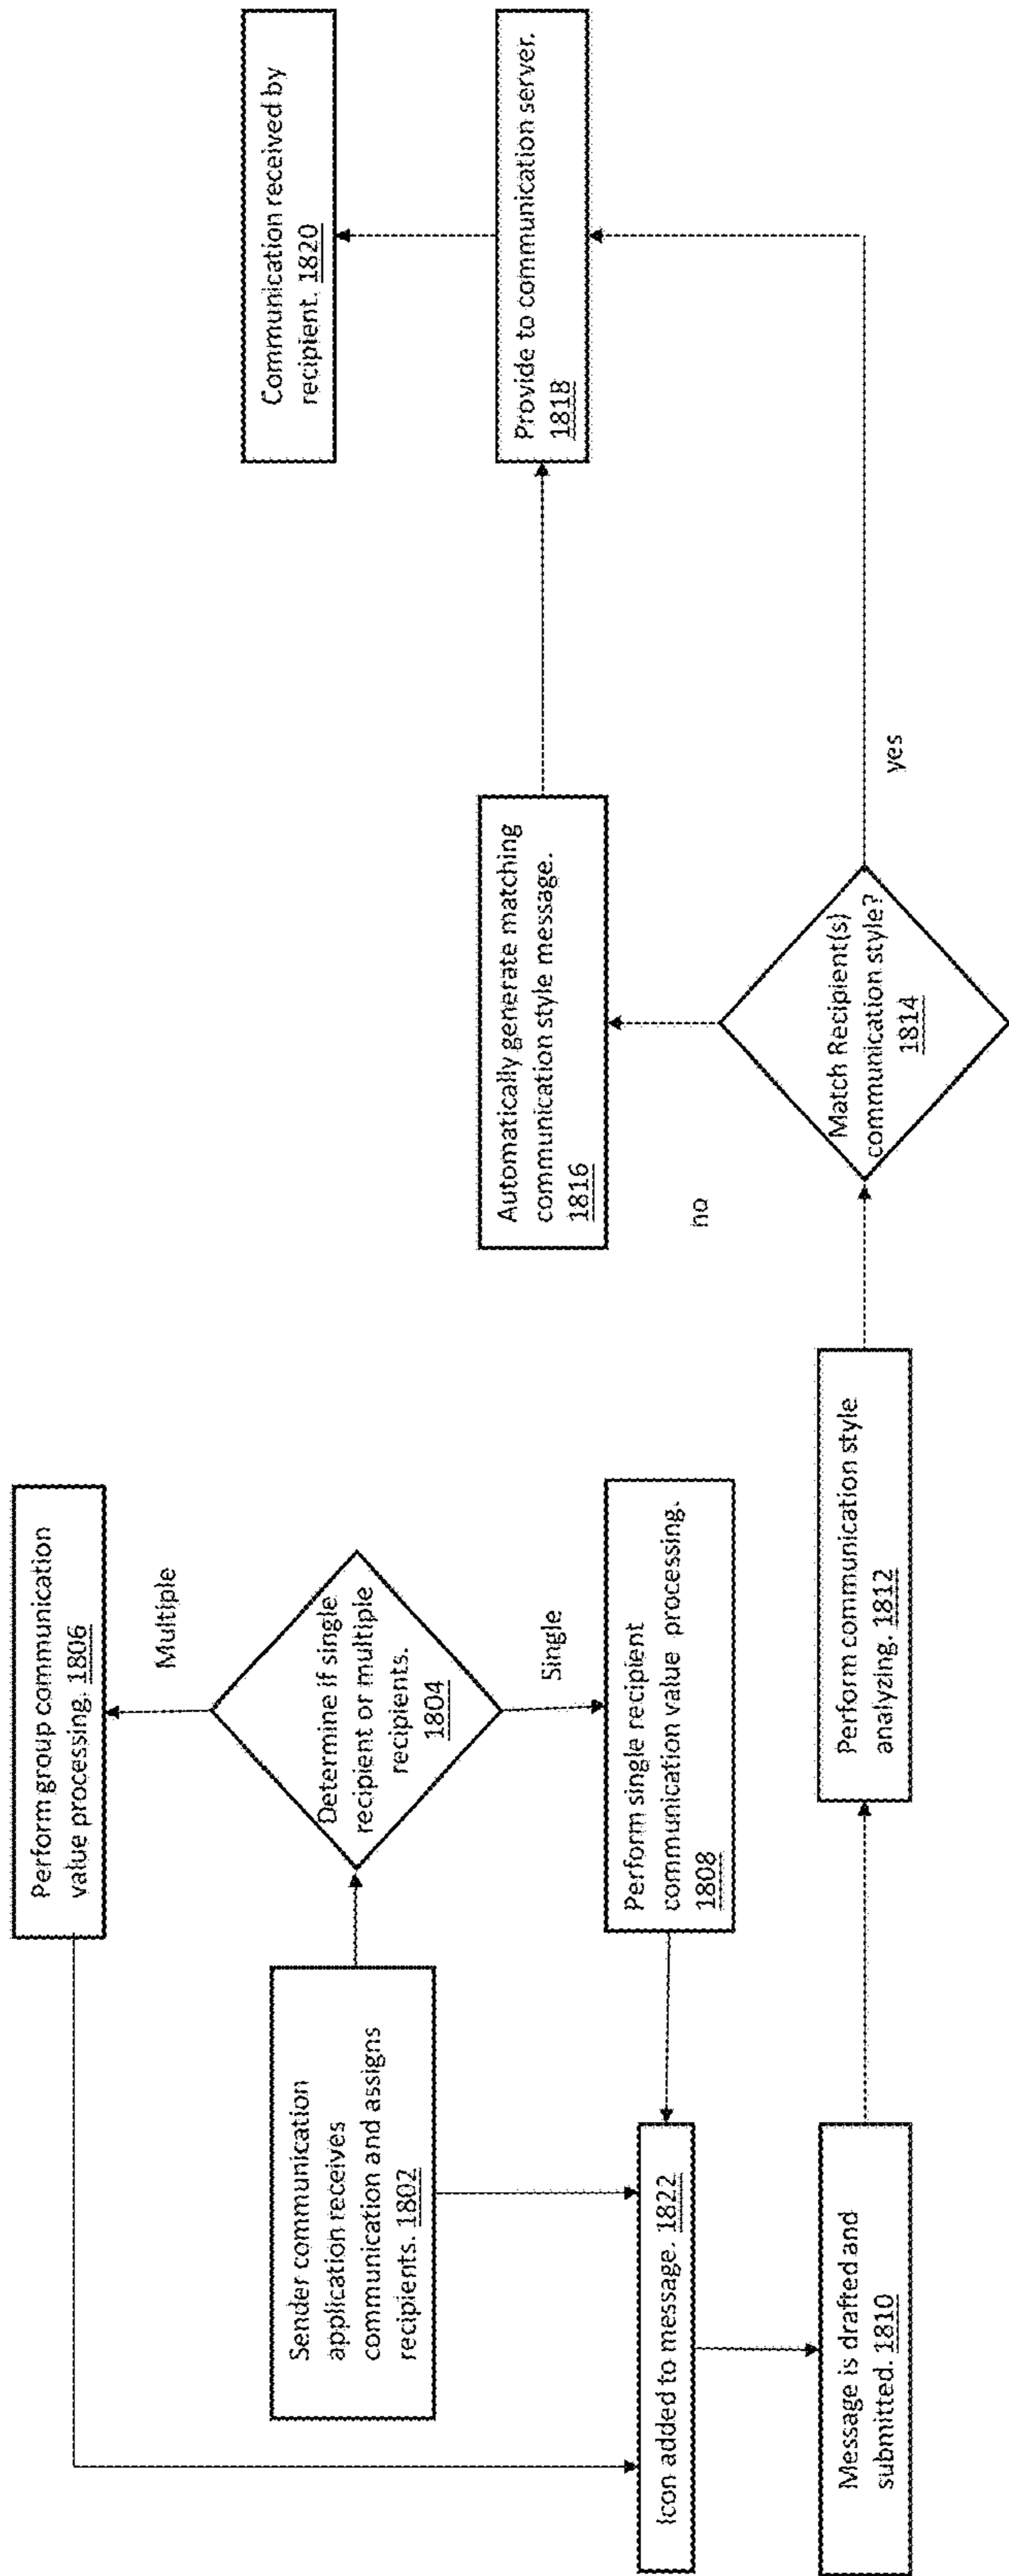 Perform group communication
value processing. 1806
Multiple
Sender communication
application receives
communication and assigns
recipients. 1802
Determine if single
recipient or multiple
recipients.
1804
Single
Perform single recipient
communication value processing.
1808
Icon added to message. 1822
Message is drafted and
submitted. 1810
Perform communication style
analyzing. 1812
Match Recipient(s)
communication style?
1814
no
yes
Automatically generate matching
communication style message.
1816
Provide to communication server.
1818
Communication received by
recipient. 1820